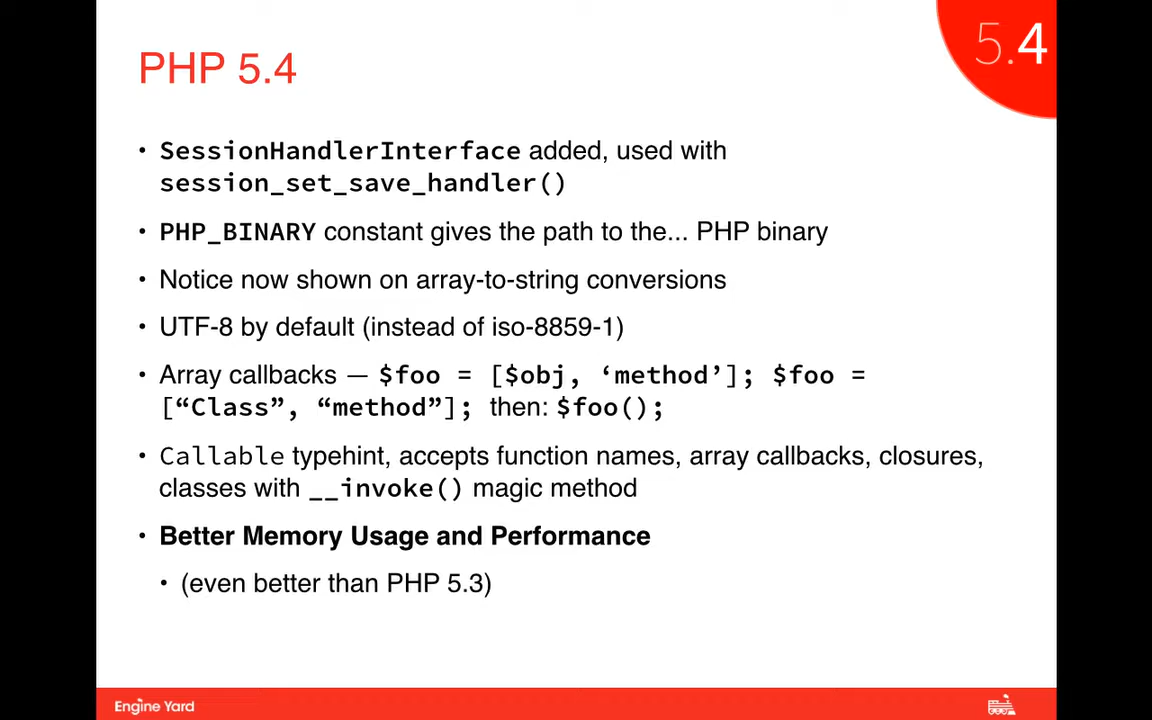 5.4
PHP 5.4
• SessionHandlerInterface added, used with
session_set_save_handler()
• PHP_BINARY constant gives the path to the... PHP binary
• Notice now shown on array-to-string conversions
• UTF-8 by default (instead of iso-8859-1)
• Array callbacks — $foo = [$obj, ‘method’]; $foo =
[“Class”, “method”]; then: $foo();
• Callable typehint, accepts function names, array callbacks, closures,
classes with __invoke() magic method
• Better Memory Usage and Performance
• (even better than PHP 5.3)
Engine Yard